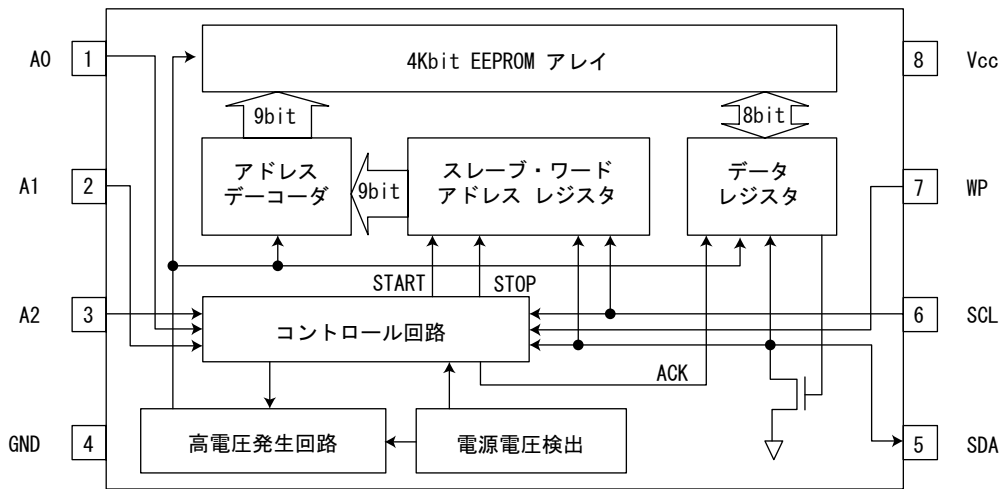 A0 1
4Kbit EEPROM アレイ
8 Vcc
9bit
8bit
A1 2
アドレス
デーコーダ
9bit
スレーブ・ワード
アドレス レジスタ
データ
レジスタ
7 WP
START
STOP
A2 3
コントロール回路
6 SCL
ACK
GND 4
高電圧発生回路
電源電圧検出
5 SDA